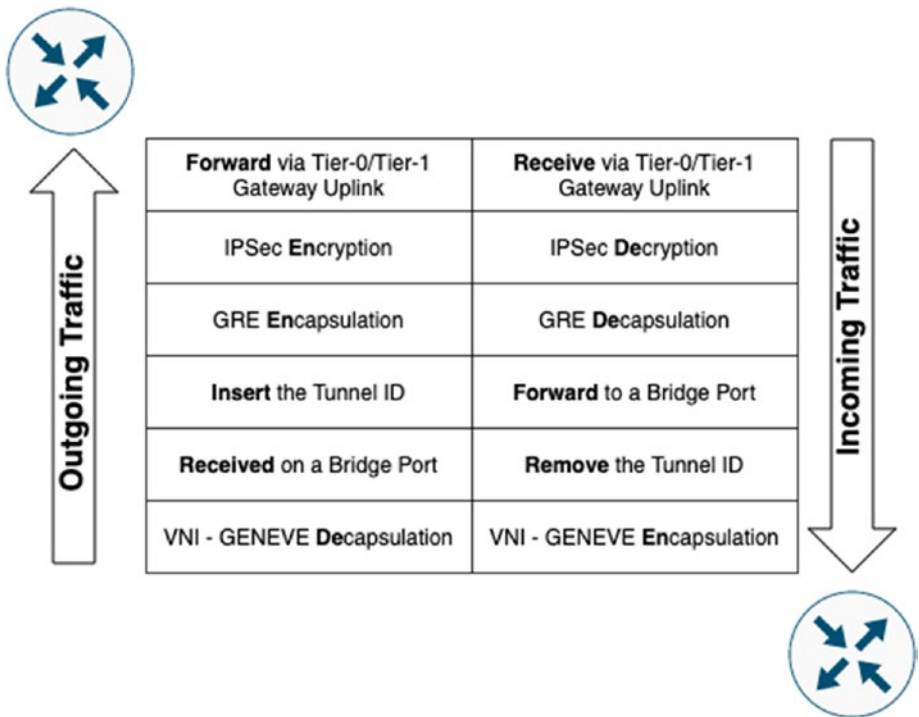 Outgoing Traffic
Forward via Tier-0/Tier-1
Gateway Uplink
Receive via Tier-0/Tier-1
Gateway Uplink
IPSec Encryption
IPSec Decryption
GRE Encapsulation
GRE Decapsulation
Insert the Tunnel ID
Forward to a Bridge Port
Received on a Bridge Port
Remove the Tunnel ID
VNI - GENEVE Decapsulation
VNI - GENEVE Encapsulation
Incoming Traffic